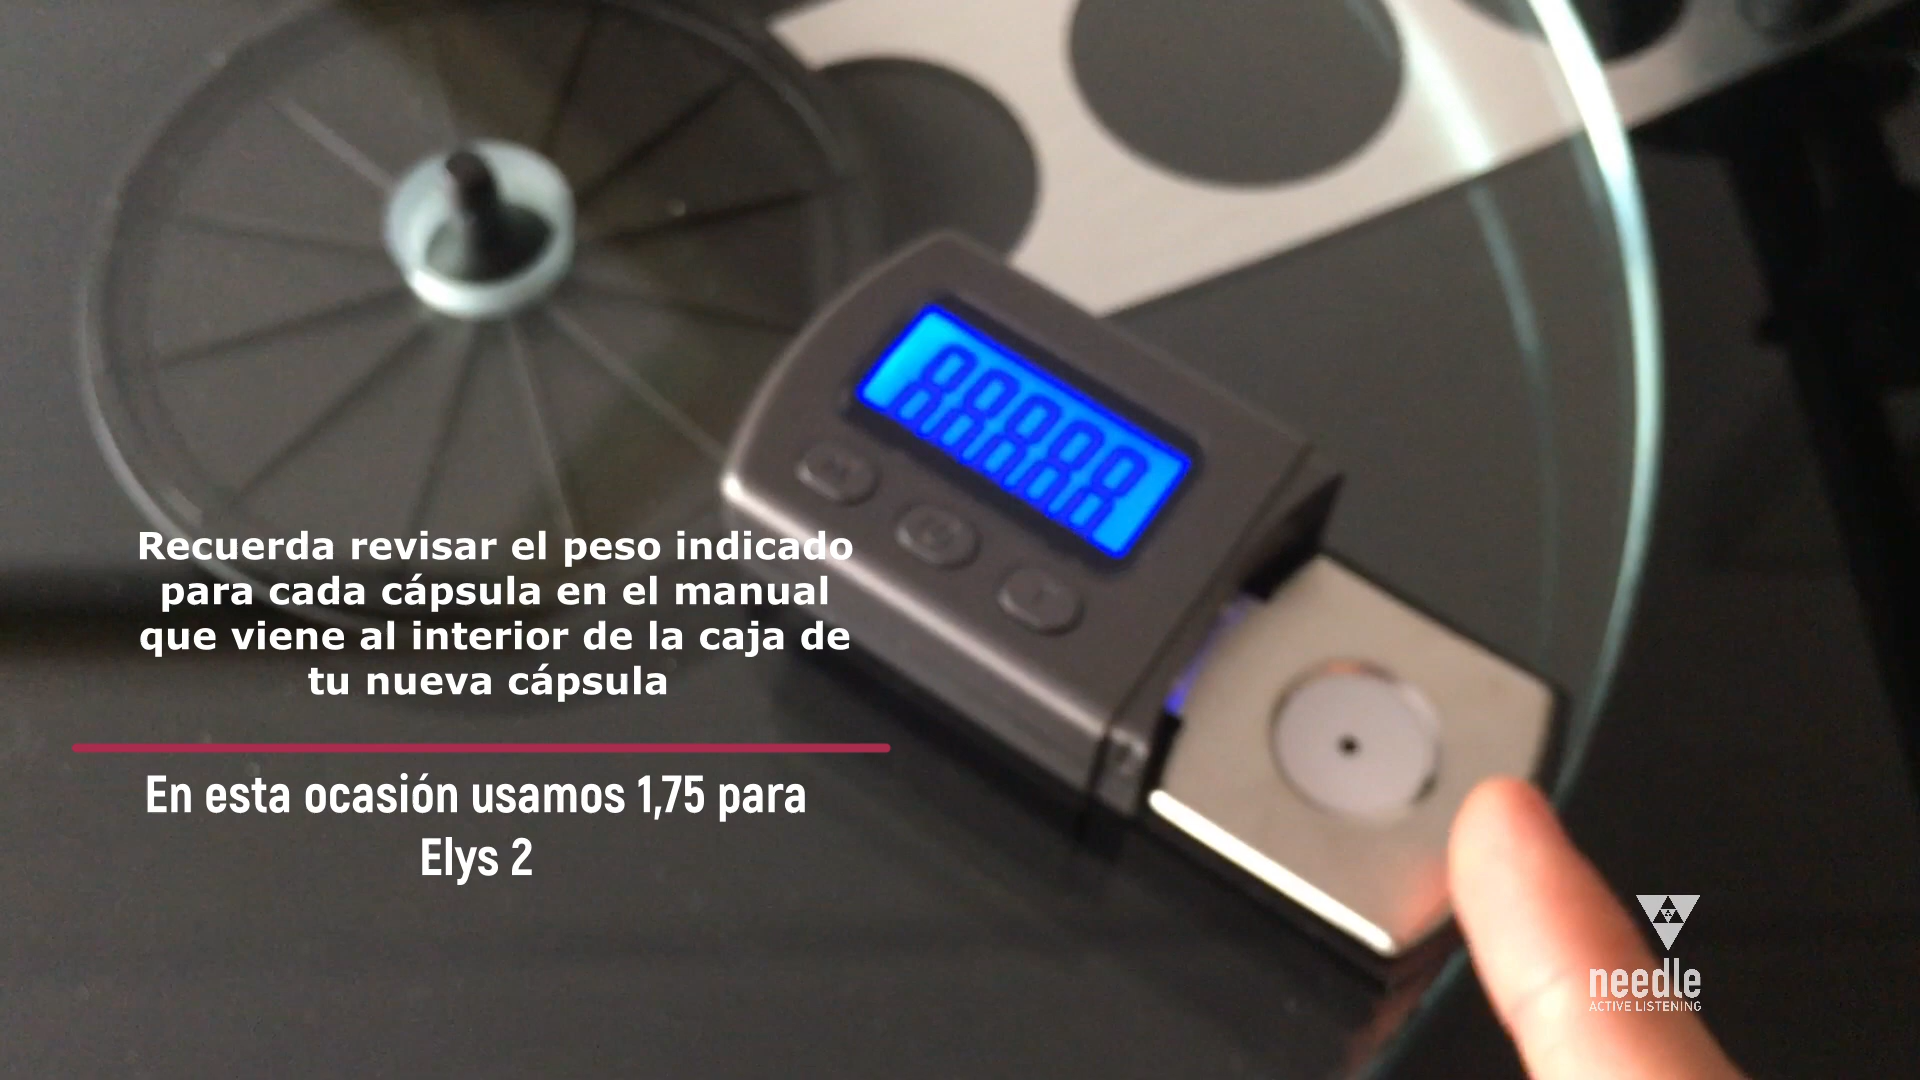 88888
Recuerda revisar el peso indicado
para cada cápsula en el manual
que viene al interior de la caja de
tu nueva cápsula
En esta ocasión usamos 1,75 para
Elys 2
needle
ACTIVE LISTENING